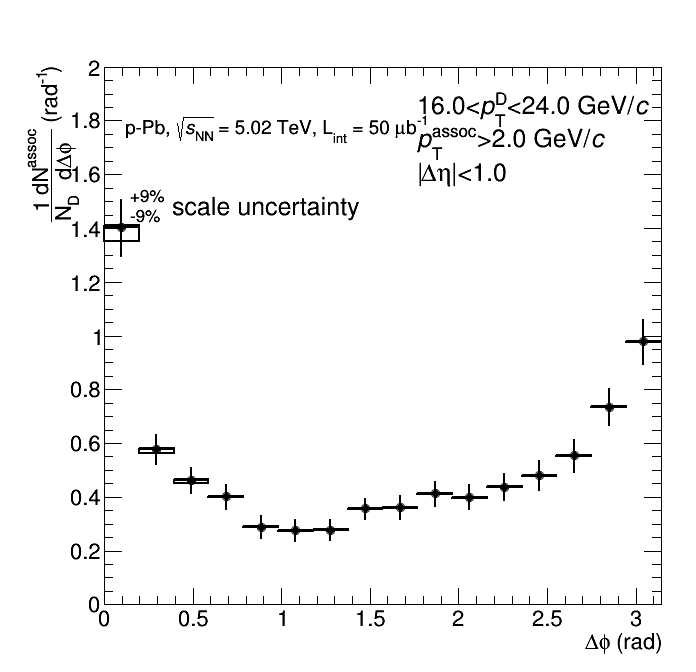 1 dN^assoc
N_D dΔϕ (rad⁻¹)
2
1.8
1.6
1.4
1.2
1
0.8
0.6
0.4
0.2
0
16.0<p_T^D<24.0 GeV/c
p-Pb, √s_NN = 5.02 TeV, L_int = 50 μb⁻¹
p_T^assoc>2.0 GeV/c
|Δη|<1.0
+9%
-9% scale uncertainty
0 0.5 1 1.5 2 2.5 3
Δϕ (rad)